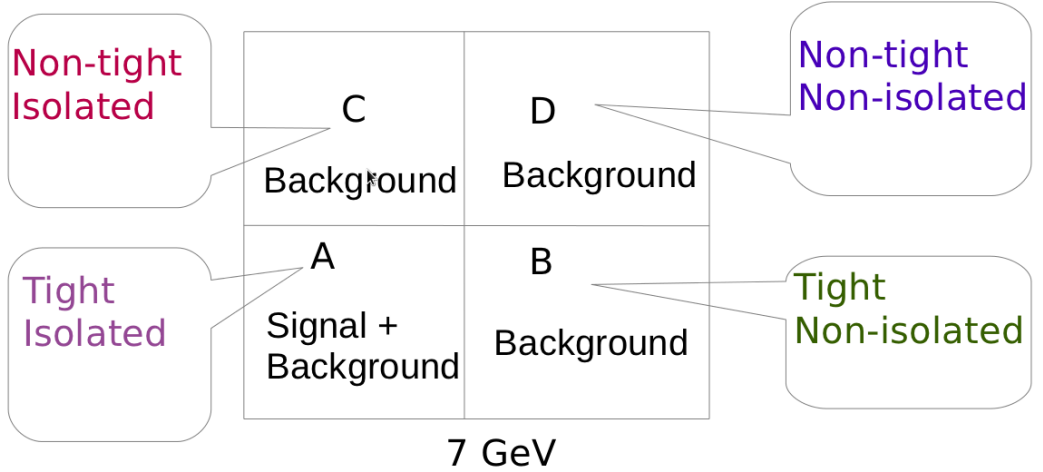 Non-tight
Isolated
C
Background
D
Background
Non-tight
Non-isolated
Tight
Isolated
A
Signal +
Background
B
Background
Tight
Non-isolated
7 GeV